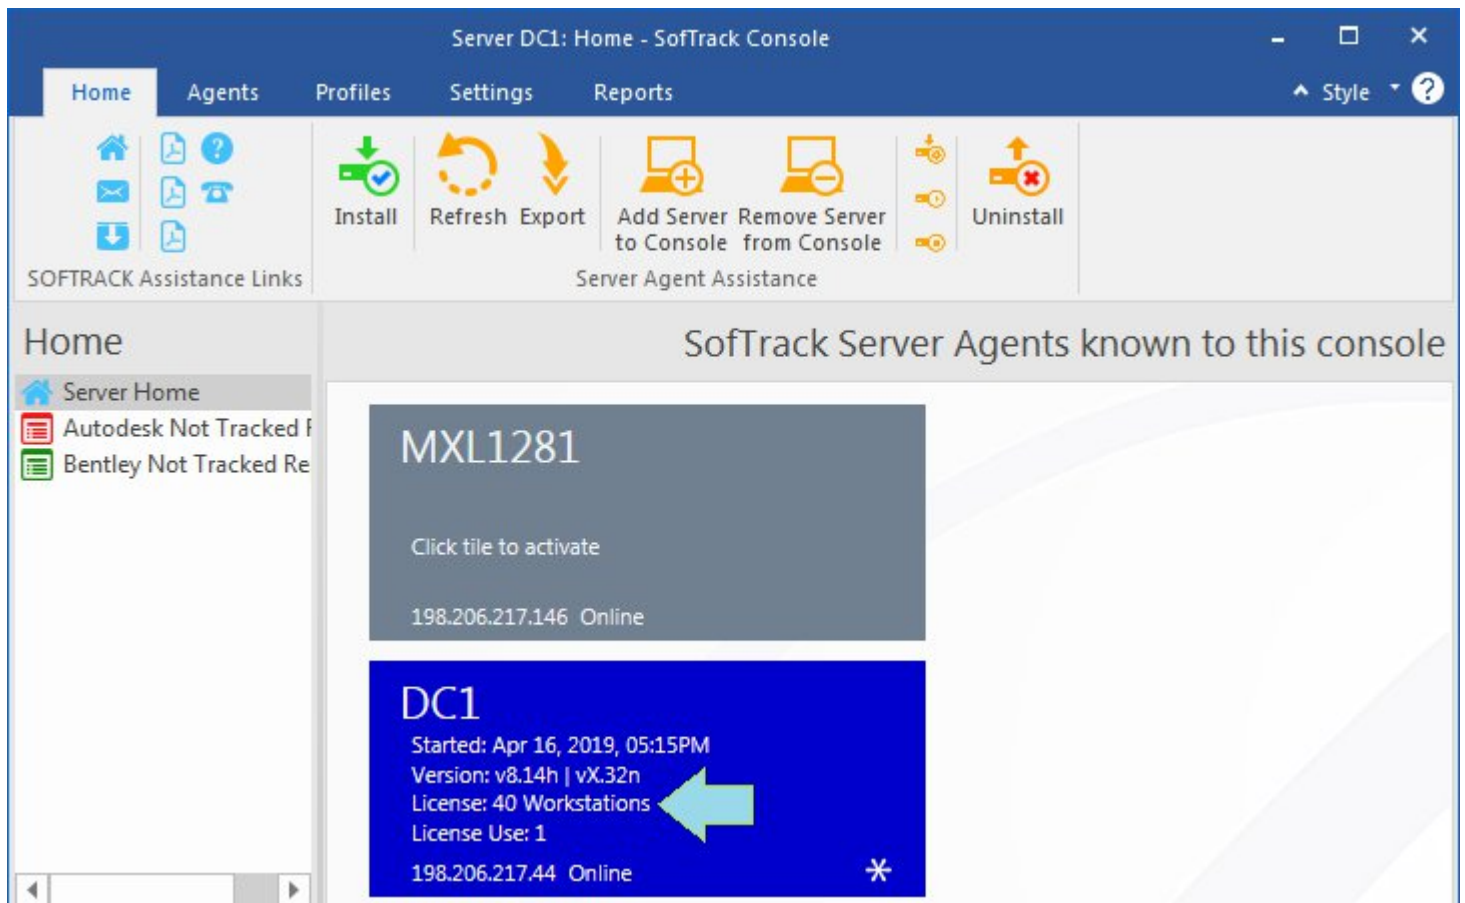 Server DC1: Home - SofTrack Console
Home Agents Profiles Settings Reports Style
Install Refresh Export Add Server to Console Remove Server from Console Uninstall
SOFTRACK Assistance Links Server Agent Assistance
Home
SofTrack Server Agents known to this console
Server Home
Autodesk Not Tracked
Bentley Not Tracked Re
MXL1281
Click tile to activate
198.206.217.146 Online
DC1
Started: Apr 16, 2019, 05:15PM
Version: v8.14h | vX.32n
License: 40 Workstations
License Use: 1
198.206.217.44 Online